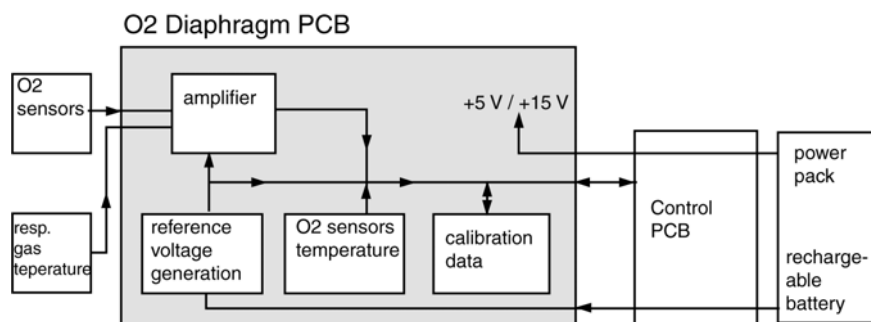 O2 Diaphragm PCB
O2
sensors
amplifier
+5 V / +15 V
power
pack
resp.
gas
teperature
reference
voltage
generation
O2 sensors
temperature
calibration
data
Control
PCB
recharge-
able
battery